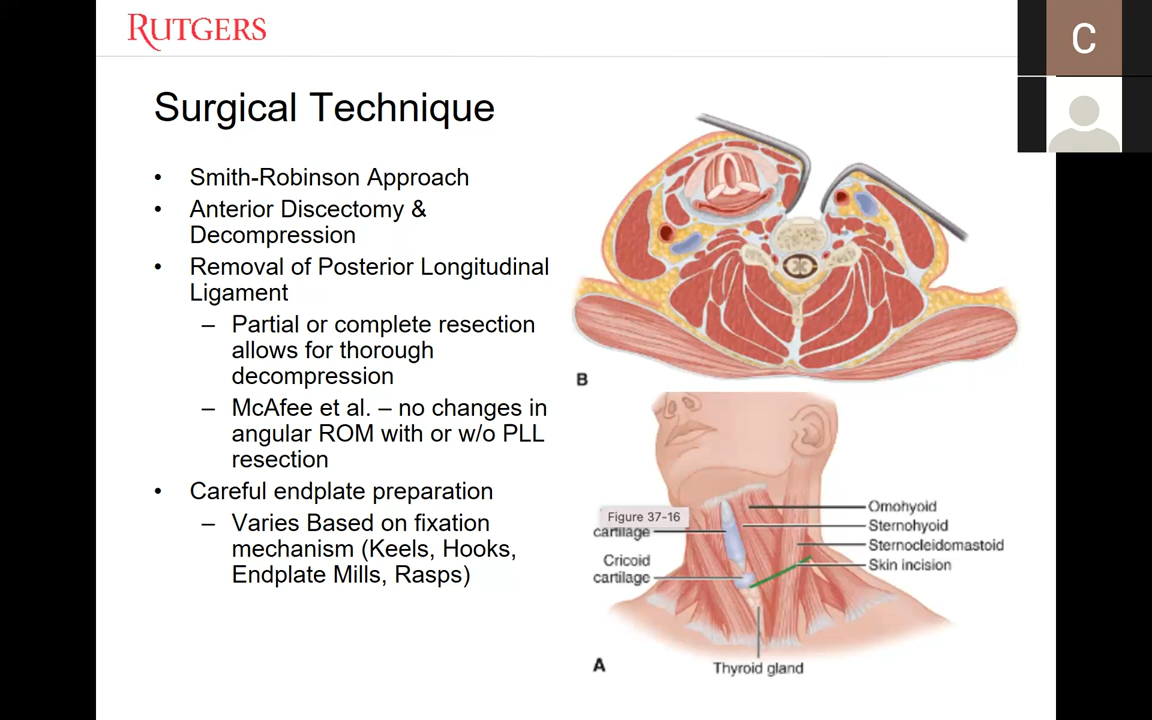 RUTGERS
C
Surgical Technique
• Smith-Robinson Approach
• Anterior Discectomy &
Decompression
• Removal of Posterior Longitudinal
Ligament
– Partial or complete resection
allows for thorough
decompression
– McAfee et al. – no changes in
angular ROM with or w/o PLL
resection
• Careful endplate preparation
– Varies Based on fixation
mechanism (Keels, Hooks,
Endplate Mills, Rasps)
B
Figure 37-16
cartilage
Cricoid
cartilage
Omohyoid
Sternohyoid
Sternocleidomastoid
Skin incision
A
Thyroid gland